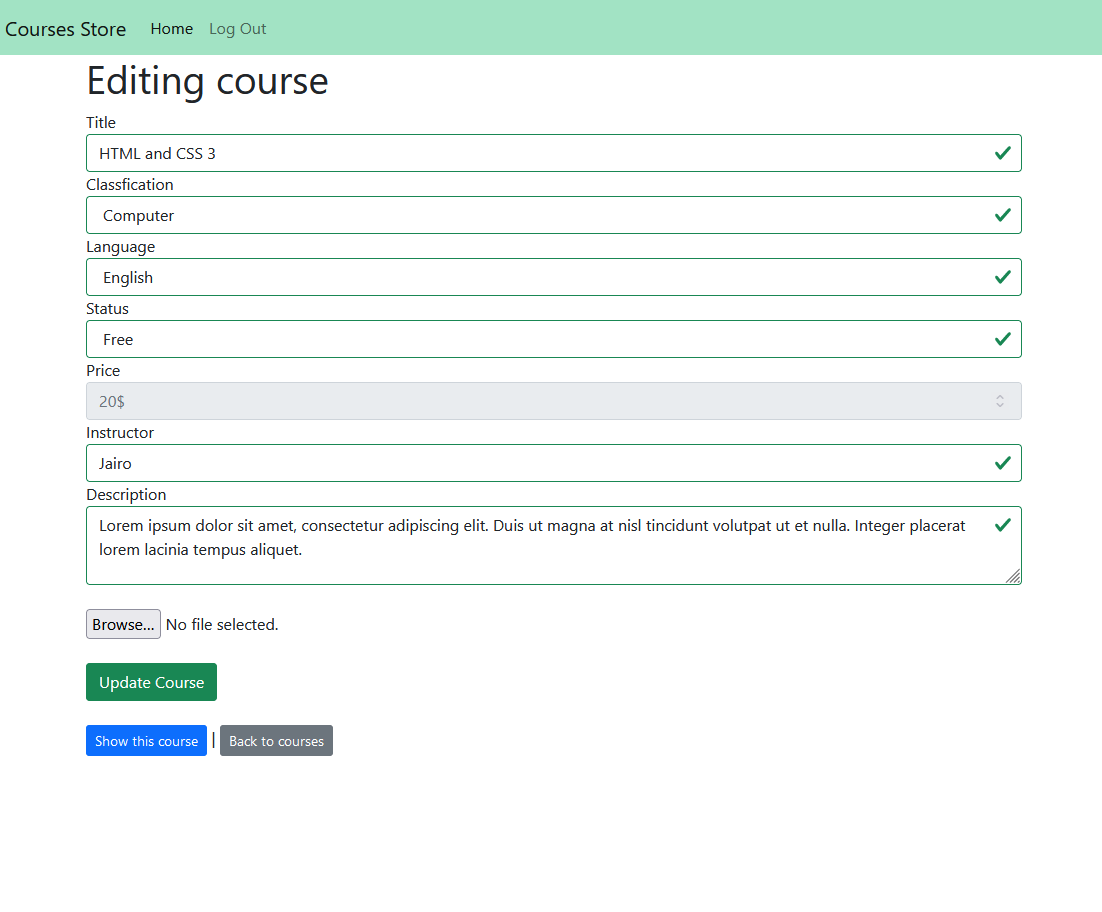 Courses Store Home Log Out
Editing course
Title
HTML and CSS 3
Classfication
Computer
Language
English
Status
Free
Price
20$
Instructor
Jairo
Description
Lorem ipsum dolor sit amet, consectetur adipiscing elit. Duis ut magna at nisl tincidunt volutpat ut et nulla. Integer placerat
lorem lacinia tempus aliquet.
Browse... No file selected.
Update Course
Show this course | Back to courses